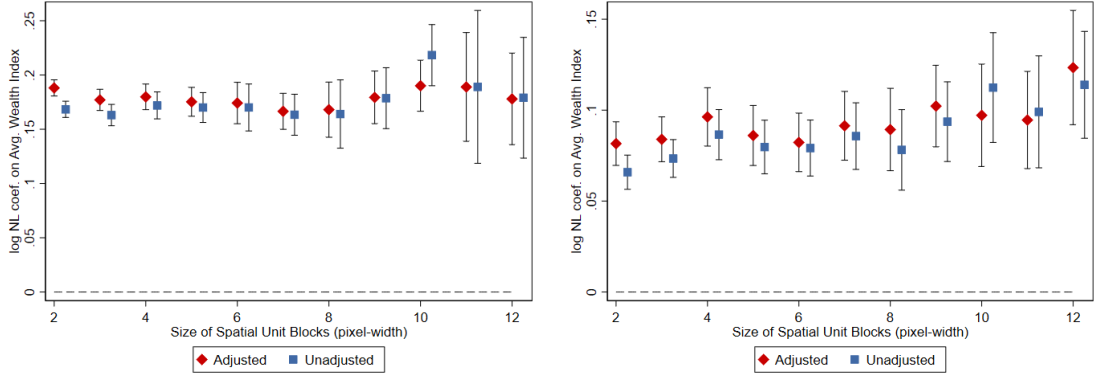 log NL coef. on Avg. Wealth Index
.25
.2
.15
.1
.05
0
2 4 6 8 10 12
Size of Spatial Unit Blocks (pixel-width)
Adjusted Unadjusted
log NL coef. on Avg. Wealth Index
.15
.1
.05
0
2 4 6 8 10 12
Size of Spatial Unit Blocks (pixel-width)
Adjusted Unadjusted